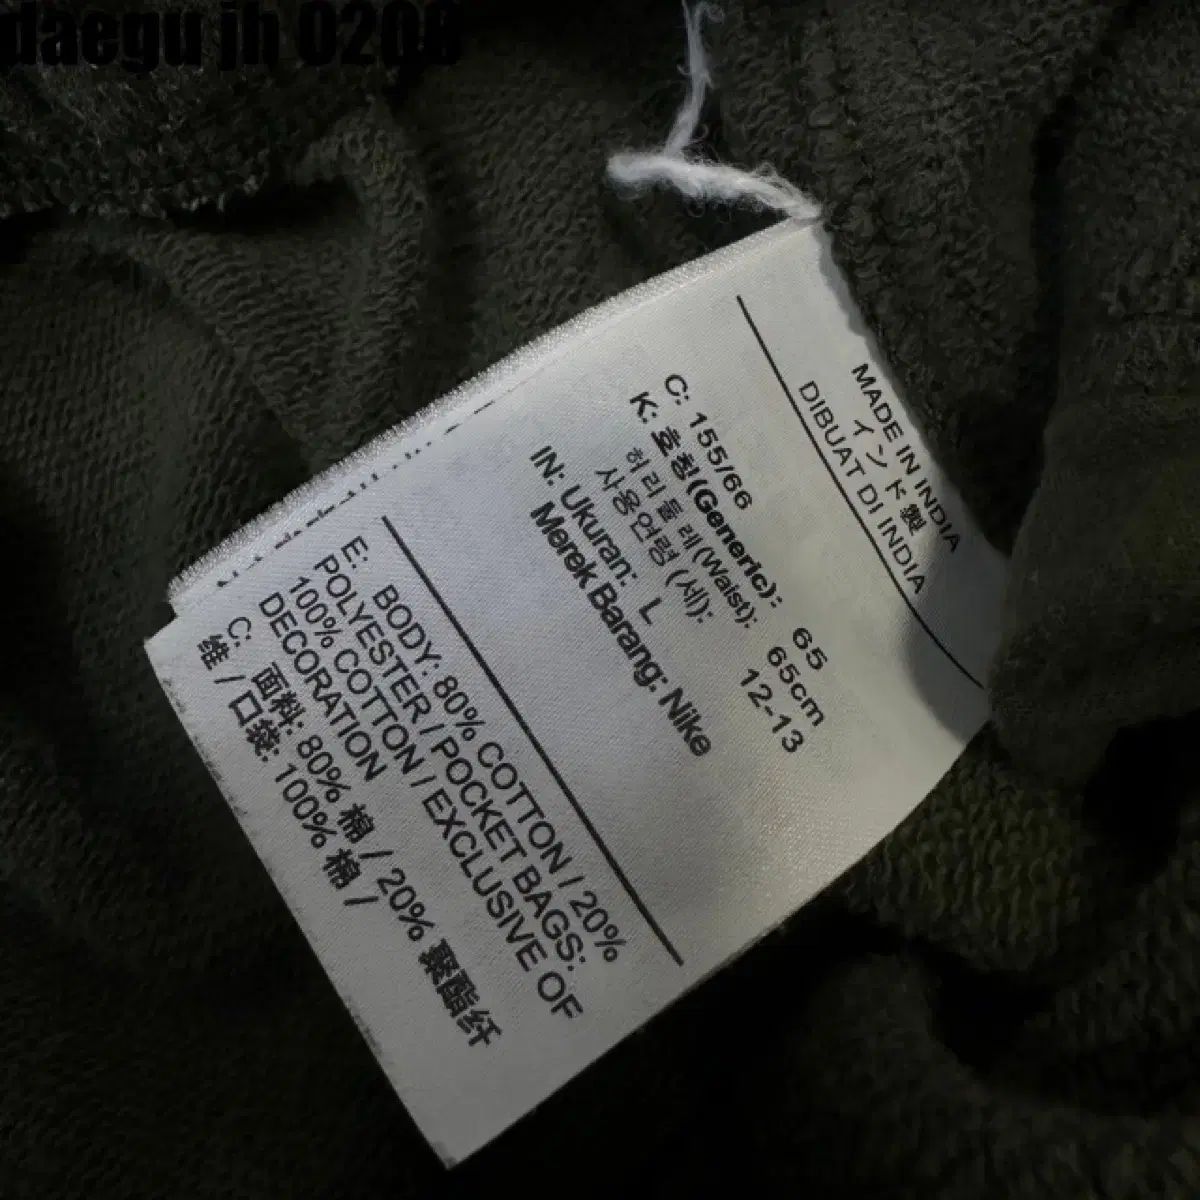 daegu jh 0208
MADE IN INDIA
インド製
DIBUAT DI INDIA
C: 155/66
K: 호칭(Generic): 65
허리둘레(Waist): 65cm
사용연령(세): 12-13
IN: Ukuran: L
Merek Barang: Nike
E: BODY: 80% COTTON / 20%
POLYESTER / POCKET BAGS:
100% COTTON / EXCLUSIVE OF
DECORATION
C: 面料: 80% 棉 / 20% 聚酯纤
维 / 口袋: 100% 棉 /